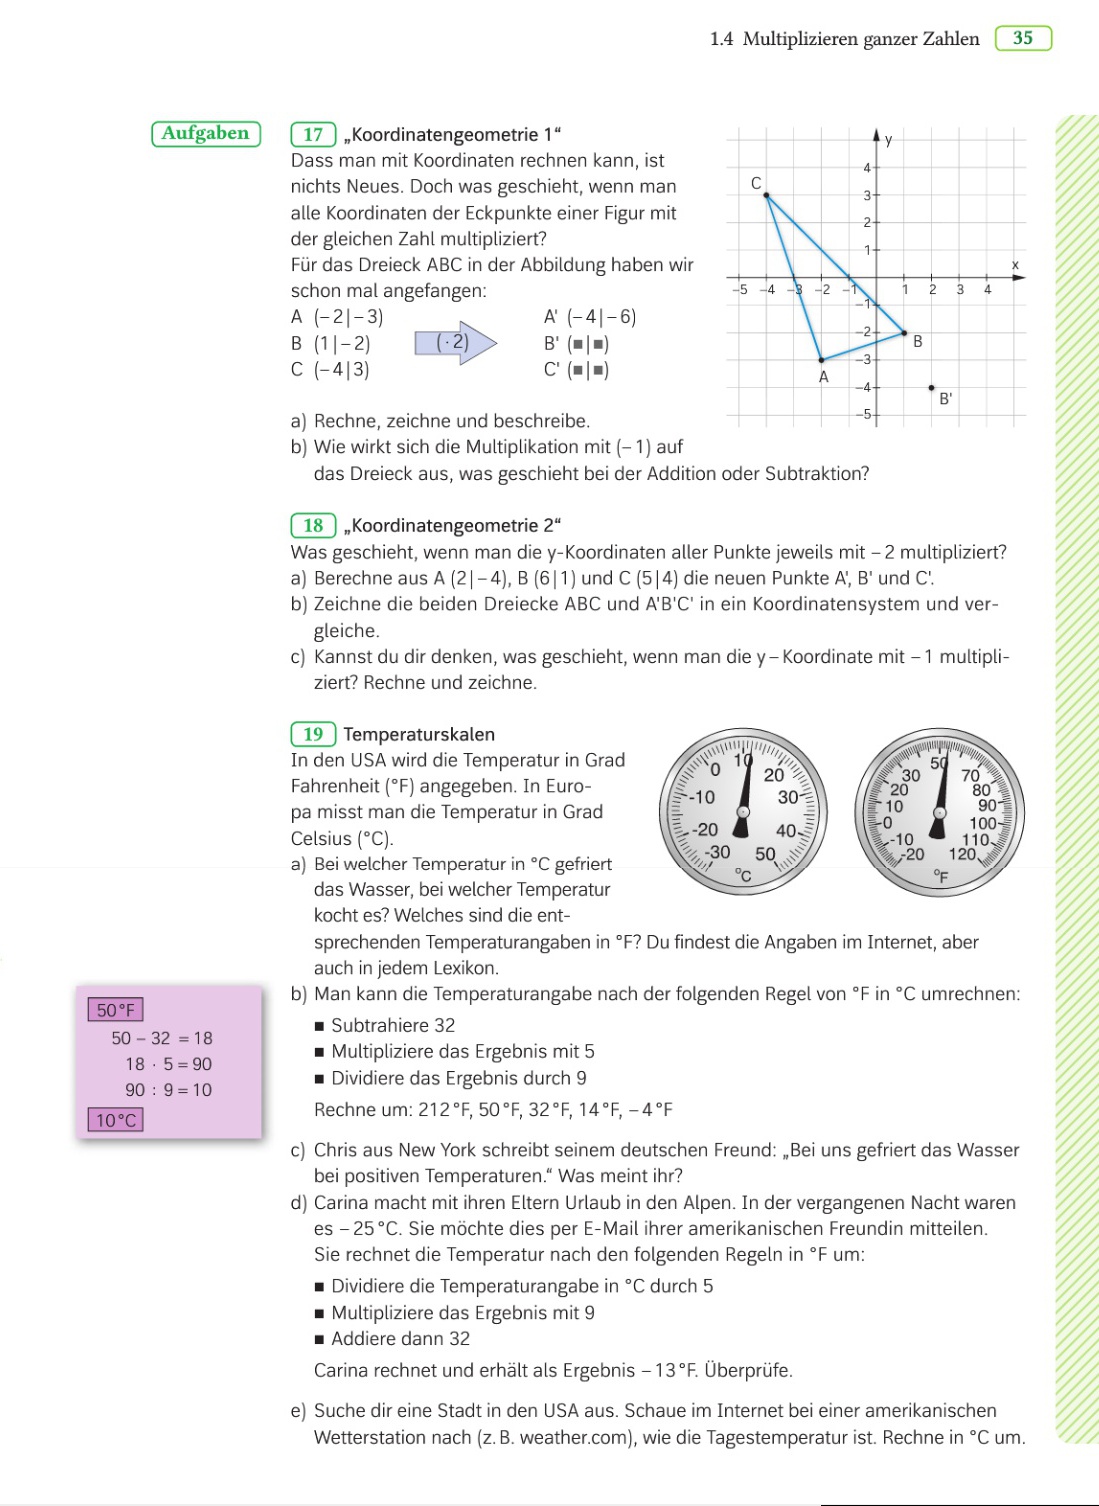 1.4 Multiplizieren ganzer Zahlen 35
Aufgaben
17 „Koordinatengeometrie 1“
Dass man mit Koordinaten rechnen kann, ist
nichts Neues. Doch was geschieht, wenn man
alle Koordinaten der Eckpunkte einer Figur mit
der gleichen Zahl multipliziert?
Für das Dreieck ABC in der Abbildung haben wir
schon mal angefangen:
A (–2|–3) A' (–4|–6)
B (1|–2) (·2) B' (■|■)
C (–4|3) C' (■|■)
y
4
C
3
2
1
x
–5 –4 –3 –2 –1 1 2 3 4
–1
–2
B
–3
A
–4
B'
–5
a) Rechne, zeichne und beschreibe.
b) Wie wirkt sich die Multiplikation mit (–1) auf
das Dreieck aus, was geschieht bei der Addition oder Subtraktion?
18 „Koordinatengeometrie 2“
Was geschieht, wenn man die y-Koordinaten aller Punkte jeweils mit –2 multipliziert?
a) Berechne aus A (2|–4), B (6|1) und C (5|4) die neuen Punkte A', B' und C'.
b) Zeichne die beiden Dreiecke ABC und A'B'C' in ein Koordinatensystem und ver-
gleiche.
c) Kannst du dir denken, was geschieht, wenn man die y–Koordinate mit –1 multipli-
ziert? Rechne und zeichne.
19 Temperaturskalen
In den USA wird die Temperatur in Grad
Fahrenheit (°F) angegeben. In Euro-
pa misst man die Temperatur in Grad
Celsius (°C).
a) Bei welcher Temperatur in °C gefriert
das Wasser, bei welcher Temperatur
kocht es? Welches sind die ent-
sprechenden Temperaturangaben in °F? Du findest die Angaben im Internet, aber
auch in jedem Lexikon.
0 10 20
-10 30
-20 40
-30 50
°C
30 50 70
20 80
10 90
0 100
-10 110
-20 120
°F
b) Man kann die Temperaturangabe nach der folgenden Regel von °F in °C umrechnen:
■ Subtrahiere 32
■ Multipliziere das Ergebnis mit 5
■ Dividiere das Ergebnis durch 9
Rechne um: 212 °F, 50 °F, 32 °F, 14 °F, –4 °F
50 °F
50 – 32 = 18
18 · 5 = 90
90 : 9 = 10
10 °C
c) Chris aus New York schreibt seinem deutschen Freund: „Bei uns gefriert das Wasser
bei positiven Temperaturen.“ Was meint ihr?
d) Carina macht mit ihren Eltern Urlaub in den Alpen. In der vergangenen Nacht waren
es –25 °C. Sie möchte dies per E-Mail ihrer amerikanischen Freundin mitteilen.
Sie rechnet die Temperatur nach den folgenden Regeln in °F um:
■ Dividiere die Temperaturangabe in °C durch 5
■ Multipliziere das Ergebnis mit 9
■ Addiere dann 32
Carina rechnet und erhält als Ergebnis –13 °F. Überprüfe.
e) Suche dir eine Stadt in den USA aus. Schaue im Internet bei einer amerikanischen
Wetterstation nach (z. B. weather.com), wie die Tagestemperatur ist. Rechne in °C um.